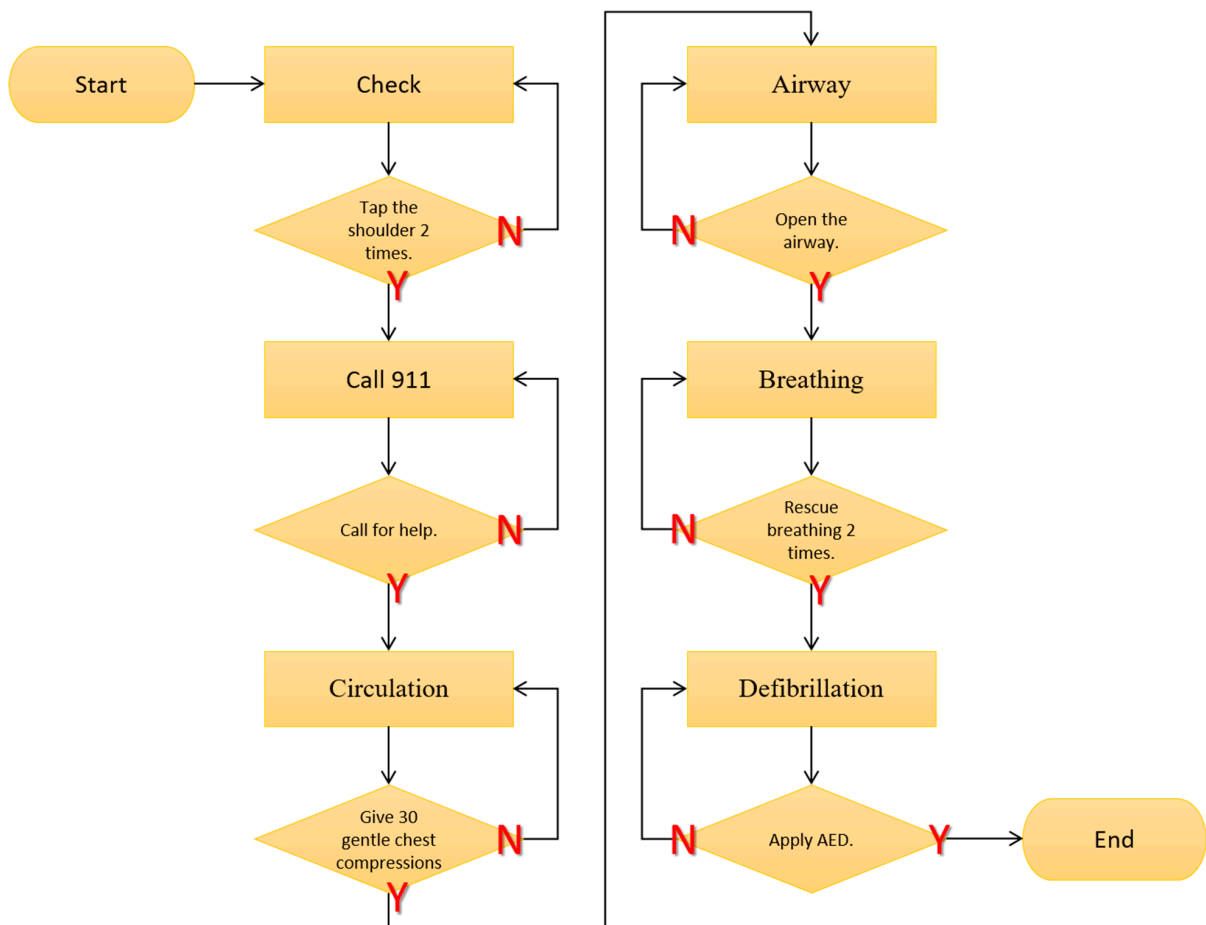 Start
Check
Tap the
shoulder 2
times.
N
Y
Call 911
Call for help.
N
Y
Circulation
Give 30
gentle chest
compressions
N
Y
Airway
Open the
airway.
N
Y
Breathing
Rescue
breathing 2
times.
N
Y
Defibrillation
Apply AED.
N
Y
End